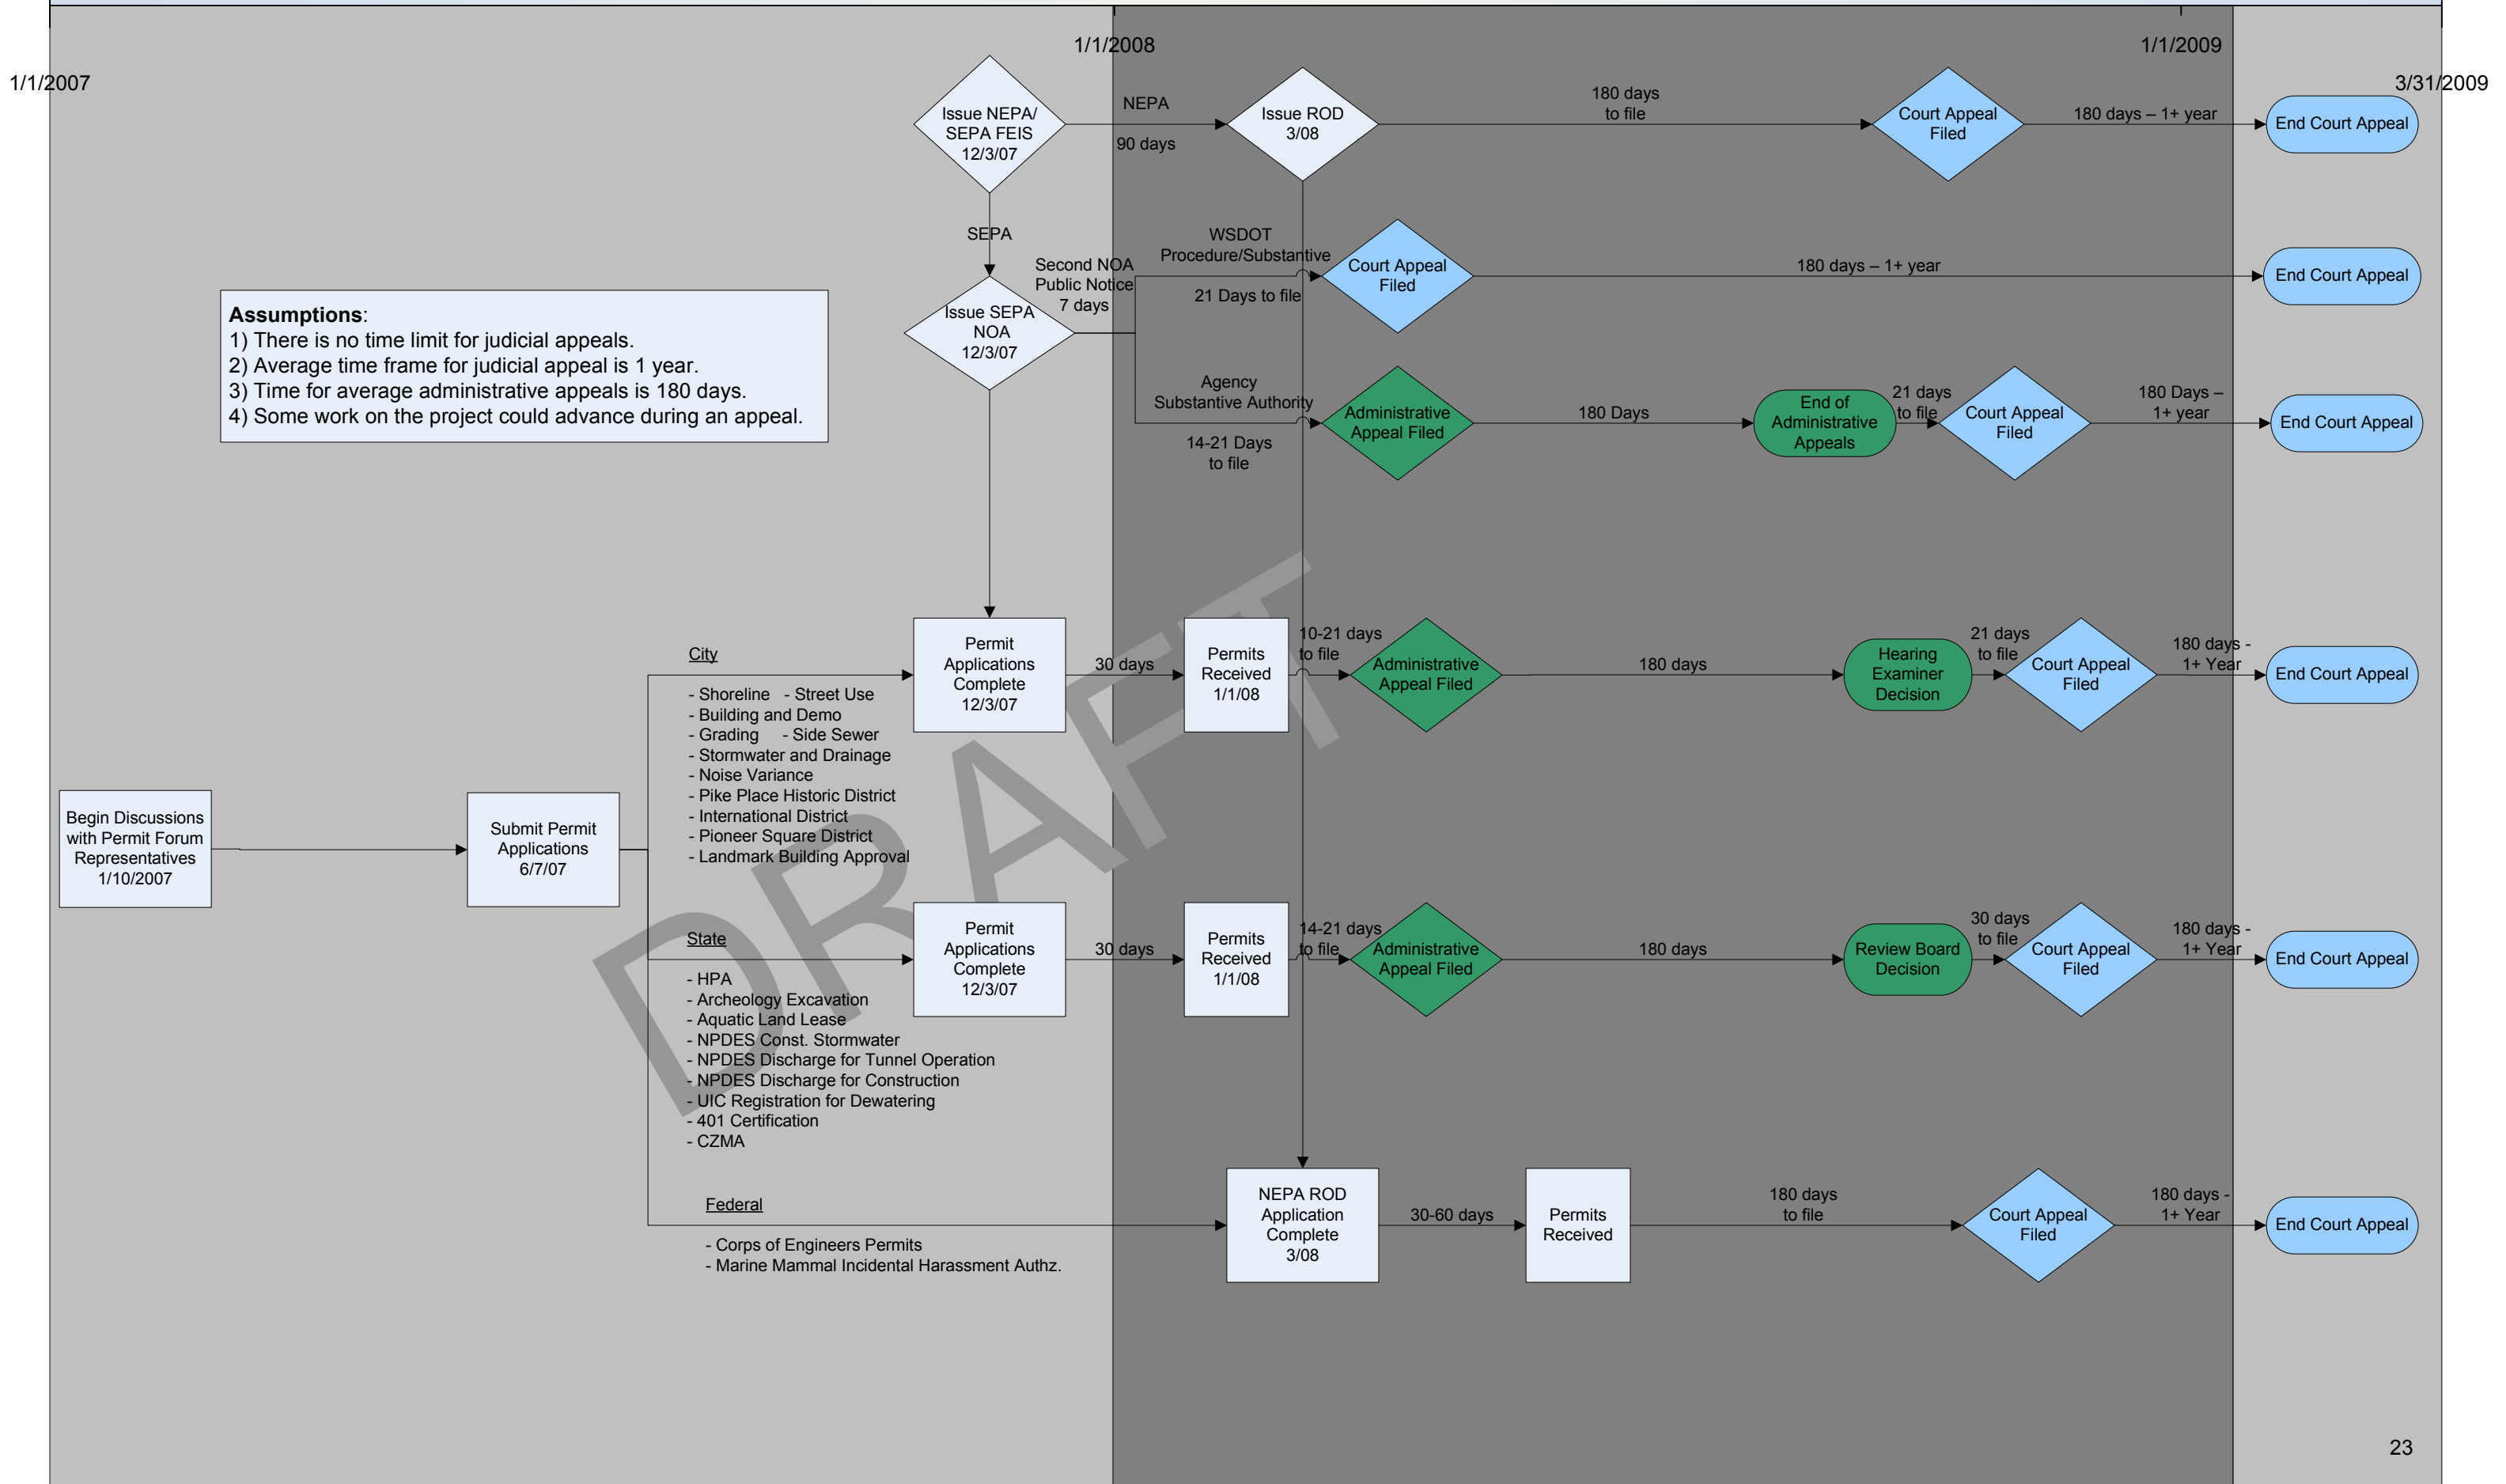 1/1/2007
1/1/2008
1/1/2009
3/31/2009
Issue NEPA/
SEPA FEIS
12/3/07
NEPA
90 days
Issue ROD
3/08
180 days
to file
Court Appeal
Filed
180 days – 1+ year
End Court Appeal
SEPA
Issue SEPA
NOA
12/3/07
Second NOA
Public Notice
7 days
WSDOT
Procedure/Substantive
21 Days to file
Court Appeal
Filed
180 days – 1+ year
End Court Appeal
Agency
Substantive Authority
14-21 Days
to file
Administrative
Appeal Filed
180 Days
End of
Administrative
Appeals
21 days
to file
Court Appeal
Filed
180 Days –
1+ year
End Court Appeal
Assumptions:
1) There is no time limit for judicial appeals.
2) Average time frame for judicial appeal is 1 year.
3) Time for average administrative appeals is 180 days.
4) Some work on the project could advance during an appeal.
Begin Discussions
with Permit Forum
Representatives
1/10/2007
Submit Permit
Applications
6/7/07
City
- Shoreline - Street Use
- Building and Demo
- Grading - Side Sewer
- Stormwater and Drainage
- Noise Variance
- Pike Place Historic District
- International District
- Pioneer Square District
- Landmark Building Approval
Permit
Applications
Complete
12/3/07
30 days
Permits
Received
1/1/08
10-21 days
to file
Administrative
Appeal Filed
180 days
Hearing
Examiner
Decision
21 days
to file
Court Appeal
Filed
180 days -
1+ Year
End Court Appeal
State
- HPA
- Archeology Excavation
- Aquatic Land Lease
- NPDES Const. Stormwater
- NPDES Discharge for Tunnel Operation
- NPDES Discharge for Construction
- UIC Registration for Dewatering
- 401 Certification
- CZMA
Permit
Applications
Complete
12/3/07
30 days
Permits
Received
1/1/08
14-21 days
to file
Administrative
Appeal Filed
180 days
Review Board
Decision
30 days
to file
Court Appeal
Filed
180 days -
1+ Year
End Court Appeal
Federal
- Corps of Engineers Permits
- Marine Mammal Incidental Harassment Authz.
NEPA ROD
Application
Complete
3/08
30-60 days
Permits
Received
180 days
to file
Court Appeal
Filed
180 days -
1+ Year
End Court Appeal
DRAFT
23